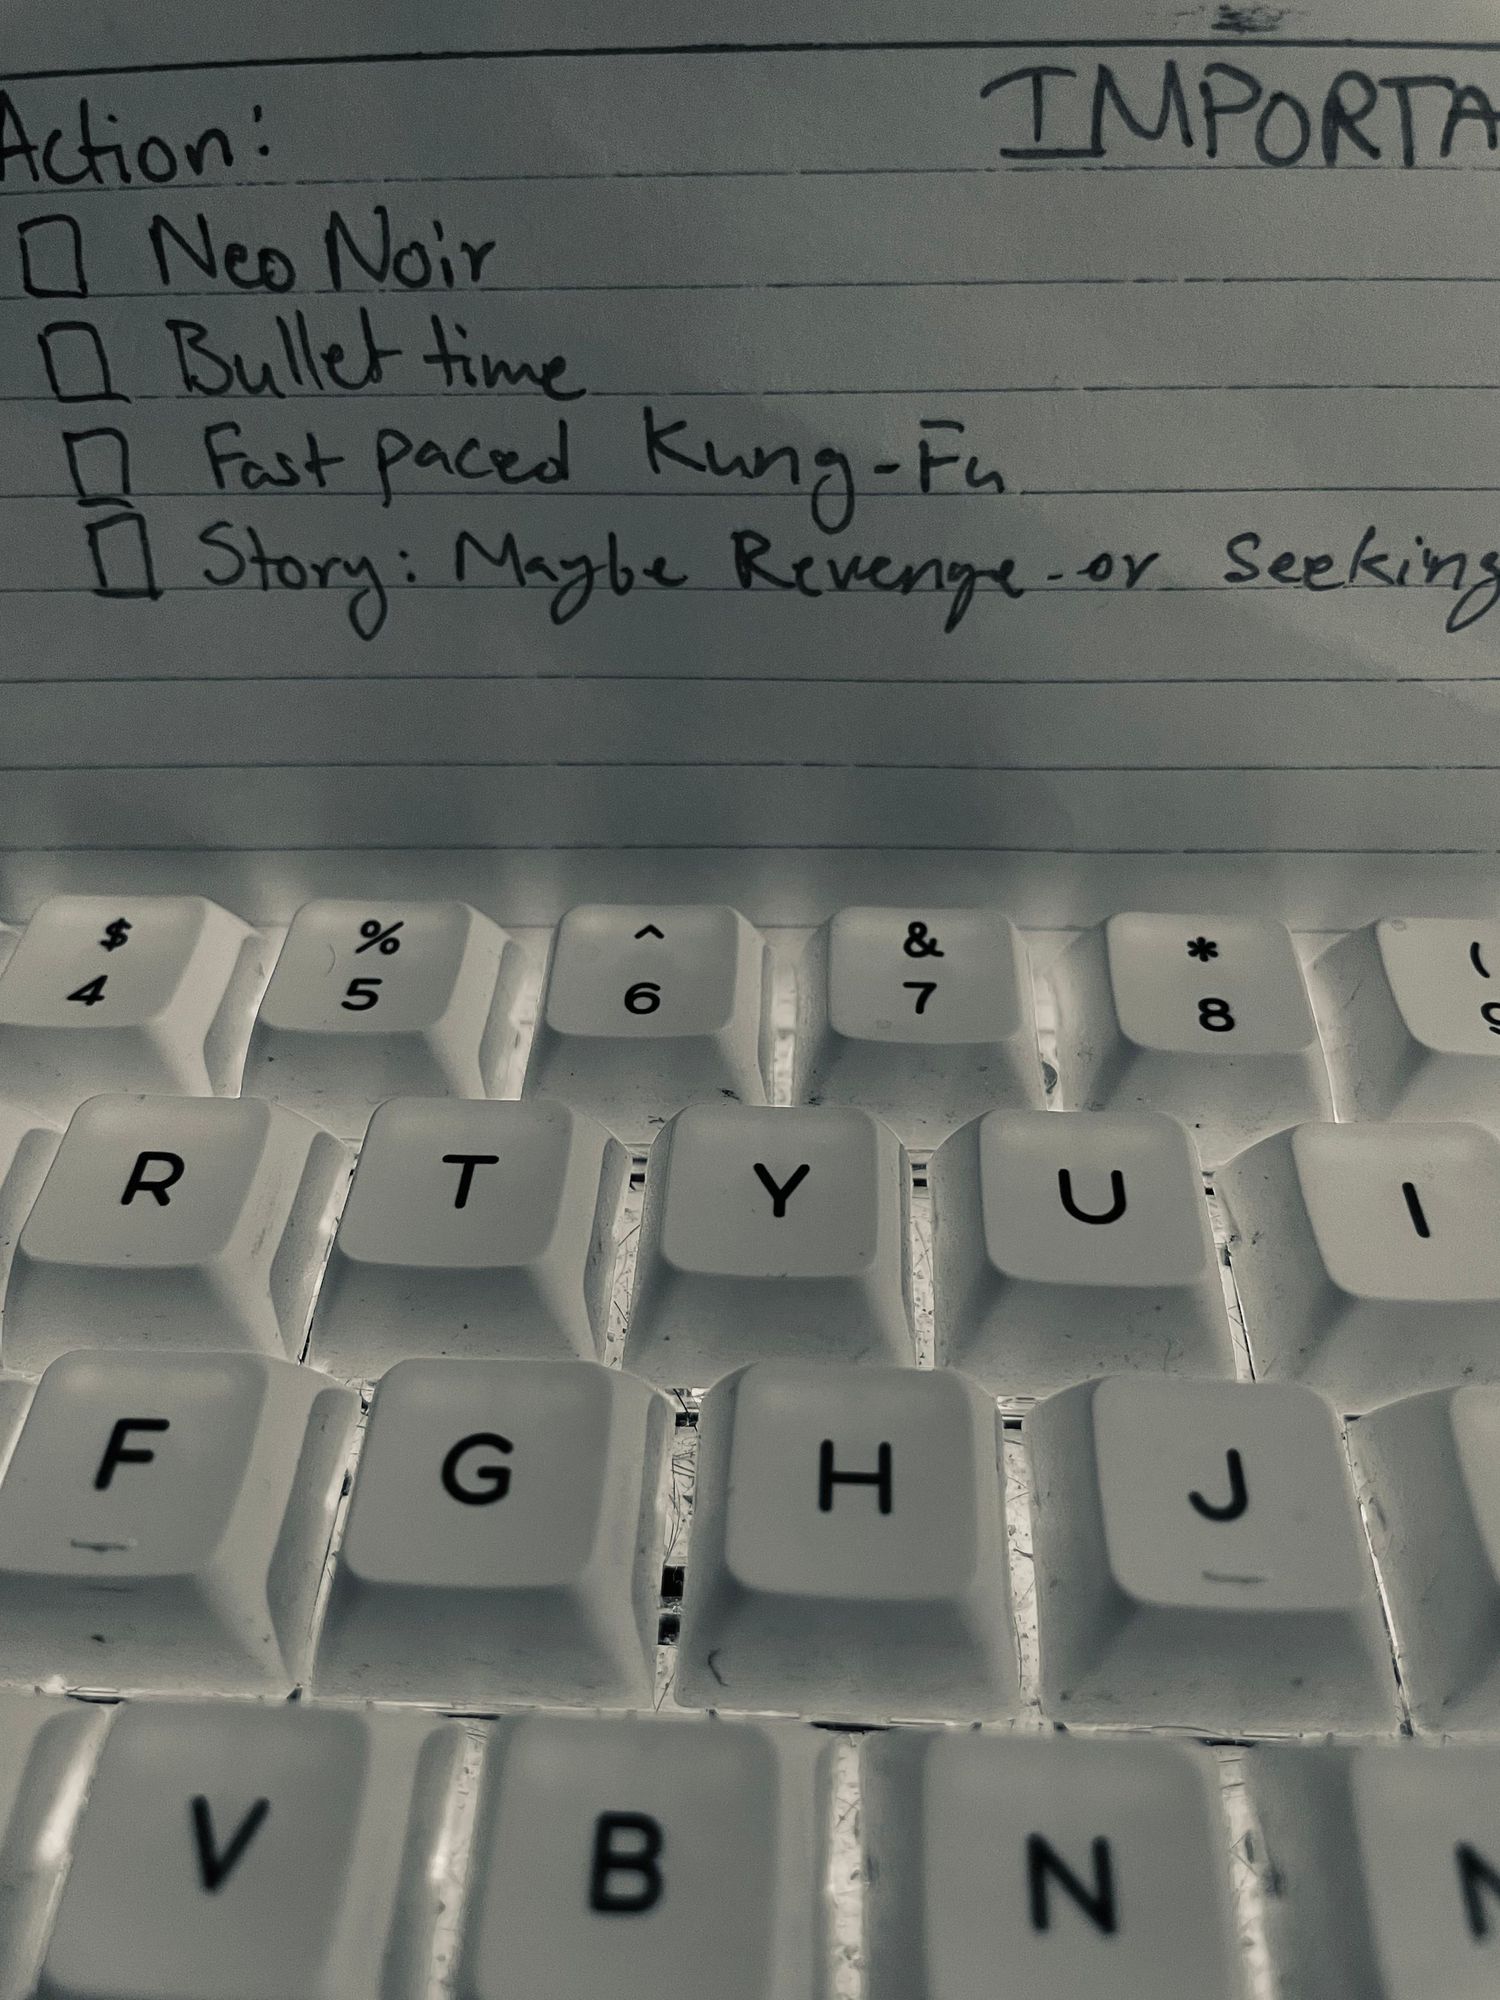 Action: IMPORTA
Neo Noir
Bullet time
Fast paced Kung-Fu
Story: Maybe Revenge or Seeking
$ % ^ & * (
4 5 6 7 8 9
R T Y U I
F G H J
V B N